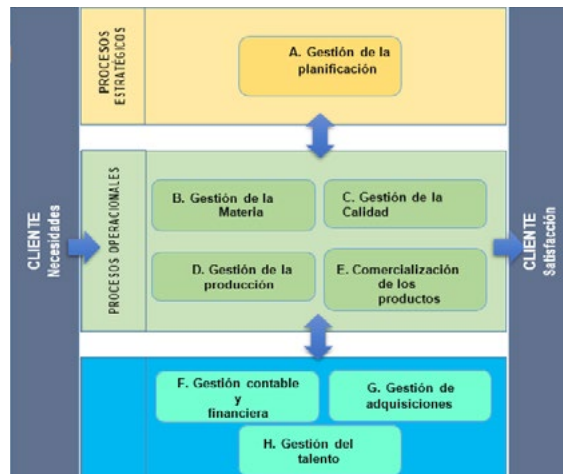 CLIENTE
Necesidades
PROCESOS
ESTRATÉGICOS
A. Gestión de la
planificación
PROCESOS OPERACIONALES
B. Gestión de la
Materia
C. Gestión de la
Calidad
D. Gestión de la
producción
E. Comercialización
de los
productos
F. Gestión contable
y
financiera
G. Gestión de
adquisiciones
H. Gestión del
talento
CLIENTE
Satisfacción